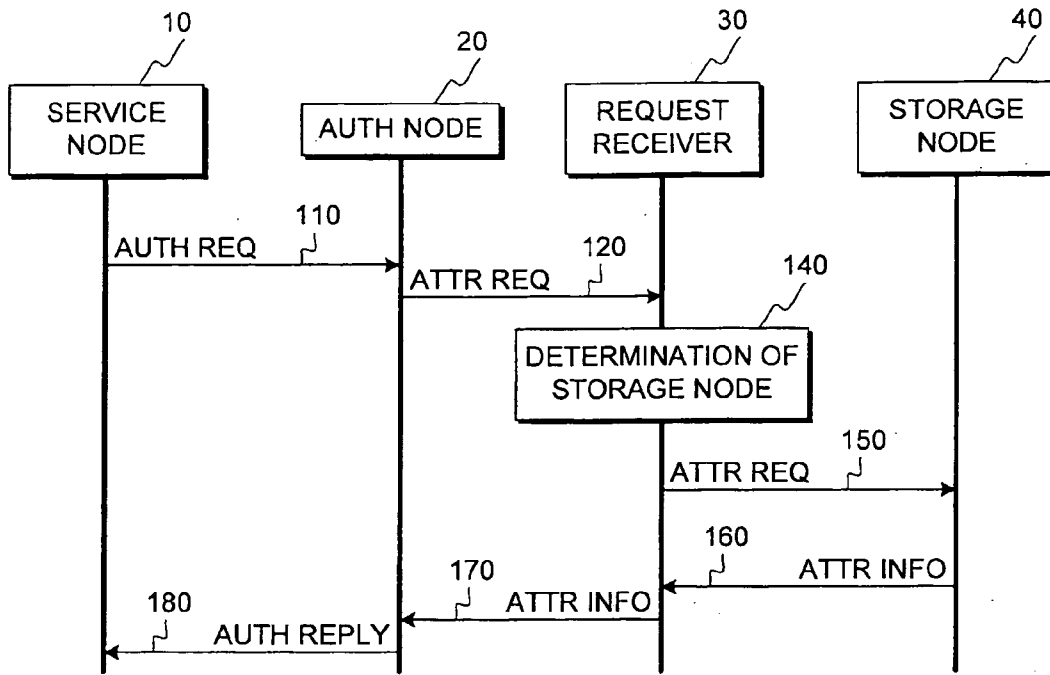 10
20
30
40
SERVICE
NODE
AUTH NODE
REQUEST
RECEIVER
STORAGE
NODE
110
AUTH REQ
120
ATTR REQ
140
DETERMINATION OF
STORAGE NODE
150
ATTR REQ
160
ATTR INFO
170
ATTR INFO
180
AUTH REPLY